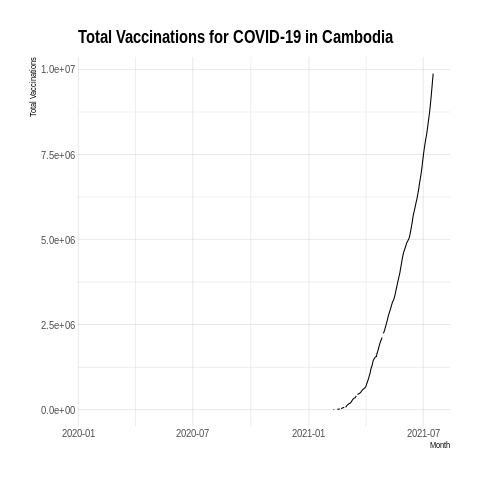 Total Vaccinations for COVID-19 in Cambodia
Total Vaccinations
1.0e+07
7.5e+06
5.0e+06
2.5e+06
0.0e+00
2020-01
2020-07
2021-01
2021-07
Month